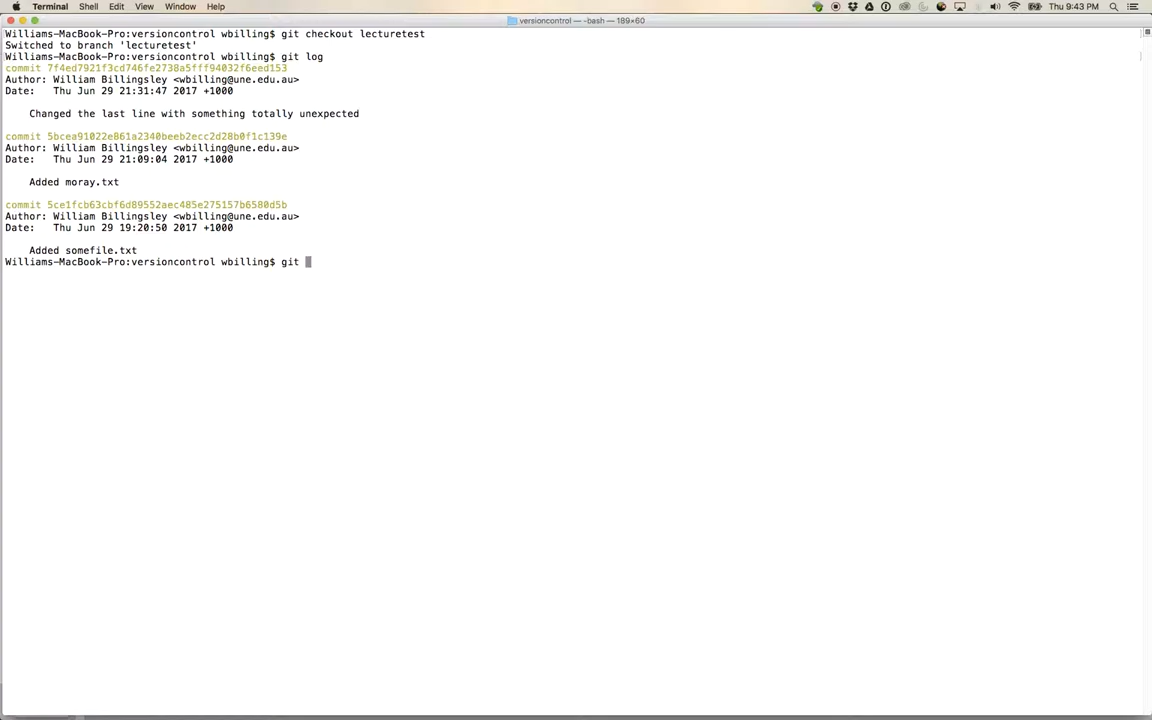 Terminal Shell Edit View Window Help Thu 9:43 PM
versioncontrol — -bash — 189×60
Williams-MacBook-Pro:versioncontrol wbilling$ git checkout lecturetest
Switched to branch 'lecturetest'
Williams-MacBook-Pro:versioncontrol wbilling$ git log
commit 7f4ed7921f3cd746fe2738a5fff94032f6eed153
Author: William Billingsley <wbilling@une.edu.au>
Date:   Thu Jun 29 21:31:47 2017 +1000
Changed the last line with something totally unexpected
commit 5bcea91022e861a2340beeb2ecc2d28b0f1c139e
Author: William Billingsley <wbilling@une.edu.au>
Date:   Thu Jun 29 21:09:04 2017 +1000
Added moray.txt
commit 5ce1fcb63cbf6d89552aec485e275157b6580d5b
Author: William Billingsley <wbilling@une.edu.au>
Date:   Thu Jun 29 19:20:50 2017 +1000
Added somefile.txt
Williams-MacBook-Pro:versioncontrol wbilling$ git